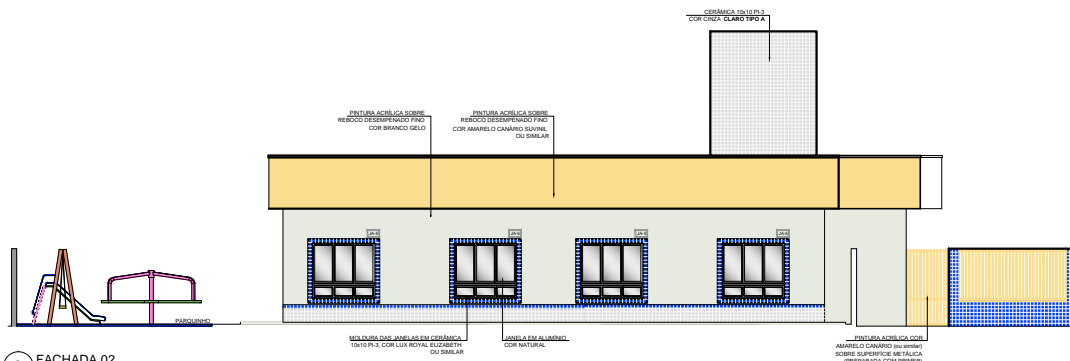 CERÂMICA 10x10 PI-3
COR CINZA CLARO TIPO A
PINTURA ACRÍLICA SOBRE
REBOCO DESEMPENADO FINO
COR BRANCO GELO
PINTURA ACRÍLICA SOBRE
REBOCO DESEMPENADO FINO
COR AMARELO CANÁRIO SUVINIL
OU SIMILAR
JA-5
JA-5
JA-5
JA-5
PARQUINHO
MOLDURA DAS JANELAS EM CERÂMICA
10x10 PI-3, COR LUX ROYAL ELIZABETH
OU SIMILAR
JANELA EM ALUMÍNIO
COR NATURAL
PINTURA ACRÍLICA COR
AMARELO CANÁRIO (ou similar)
SOBRE SUPERFÍCIE METÁLICA
(PREPARADA COM PRIMER)
FACHADA 02